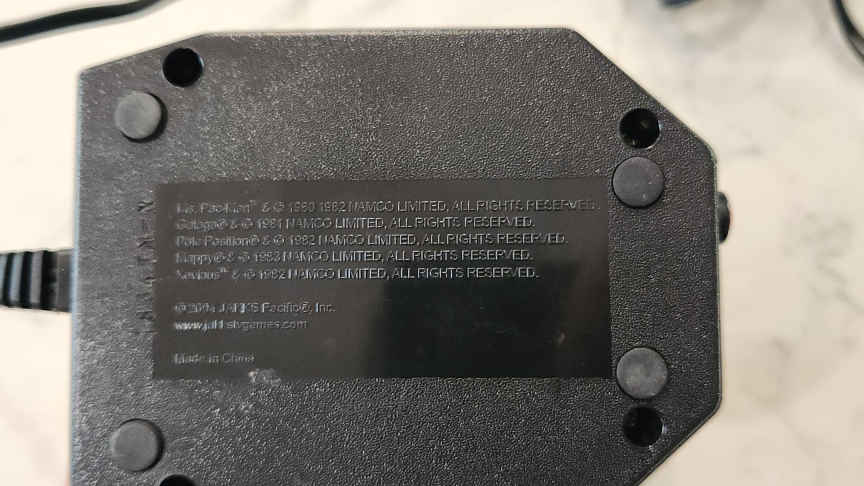 Ms. Pac-Man™ & © 1980 1982 NAMCO LIMITED, ALL RIGHTS RESERVED.
Galaga® & © 1981 NAMCO LIMITED, ALL RIGHTS RESERVED.
Pole Position® & © 1982 NAMCO LIMITED, ALL RIGHTS RESERVED.
Mappy® & © 1983 NAMCO LIMITED, ALL RIGHTS RESERVED.
Xevious™ & © 1982 NAMCO LIMITED, ALL RIGHTS RESERVED.
©2004 JAKKS Pacific®, Inc.
www.jakkstvgames.com
Made in China